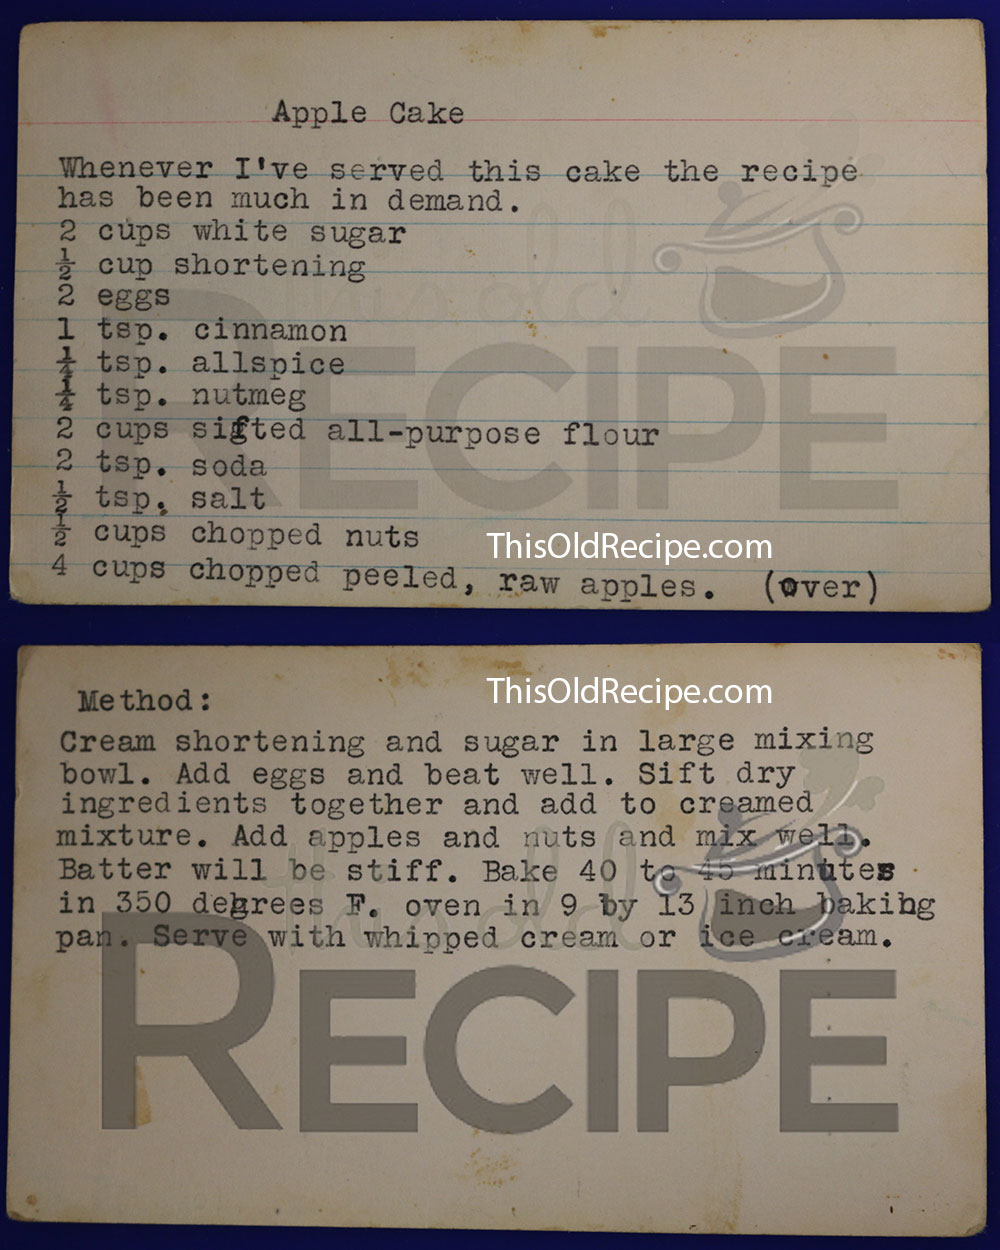 Apple Cake
Whenever I've served this cake the recipe
has been much in demand.
2 cups white sugar
½ cup shortening
2 eggs
1 tsp. cinnamon
¼ tsp. allspice
¼ tsp. nutmeg
2 cups sifted all-purpose flour
2 tsp. soda
½ tsp. salt
½ cups chopped nuts
ThisOldRecipe.com
4 cups chopped peeled, raw apples. (over)
this old
RECIPE
ThisOldRecipe.com
Method:
Cream shortening and sugar in large mixing
bowl. Add eggs and beat well. Sift dry
ingredients together and add to creamed
mixture. Add apples and nuts and mix well.
Batter will be stiff. Bake 40 to 45 minutes
in 350 degrees F. oven in 9 by 13 inch baking
pan. Serve with whipped cream or ice cream.
this old
RECIPE